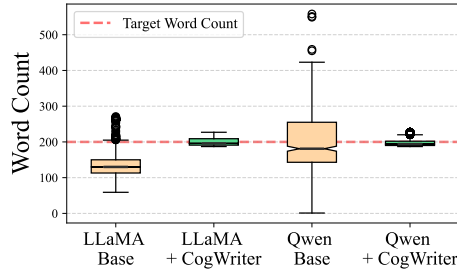 Target Word Count
Word Count
500
400
300
200
100
0
LLaMA
Base
LLaMA
+ CogWriter
Qwen
Base
Qwen
+ CogWriter